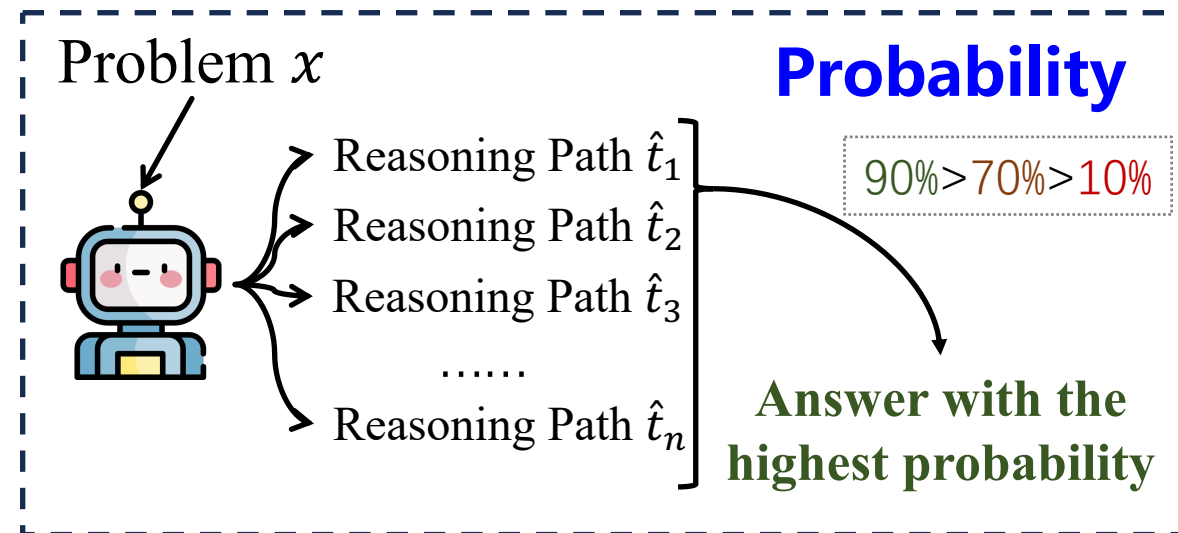 Problem x
Probability
Reasoning Path t̂₁
90%>70%>10%
Reasoning Path t̂₂
Reasoning Path t̂₃
......
Reasoning Path t̂ₙ
Answer with the
highest probability